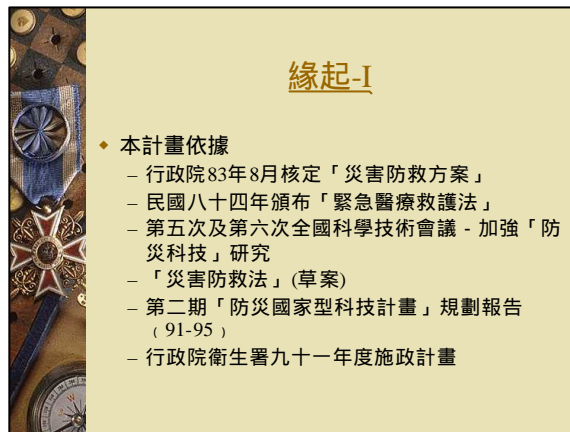 緣起-I
本計畫依據
– 行政院83年8月核定「災害防救方案」
– 民國八十四年頒布「緊急醫療救護法」
– 第五次及第六次全國科學技術會議 - 加強「防
災科技」研究
– 「災害防救法」(草案)
– 第二期「防災國家型科技計畫」規劃報告
（91-95）
– 行政院衛生署九十一年度施政計畫